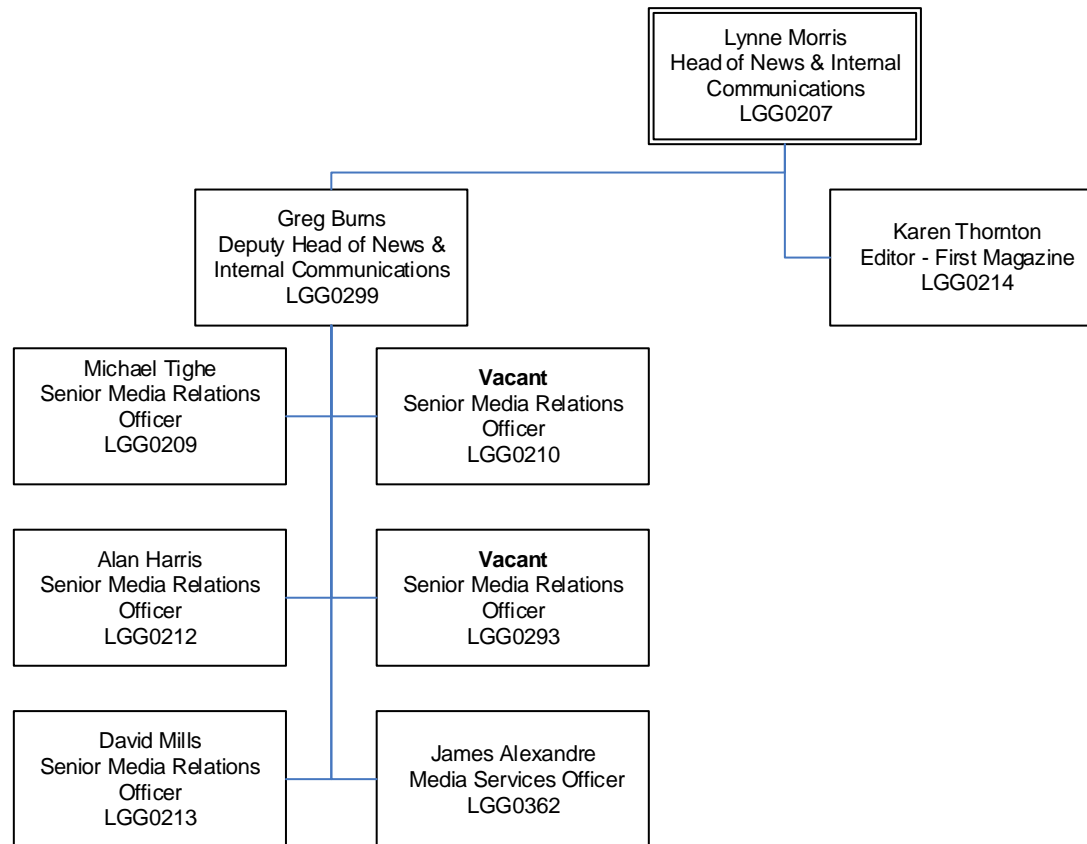 Lynne Morris
Head of News & Internal
Communications
LGG0207
Greg Burns
Deputy Head of News &
Internal Communications
LGG0299
Karen Thornton
Editor - First Magazine
LGG0214
Michael Tighe
Senior Media Relations
Officer
LGG0209
Vacant
Senior Media Relations
Officer
LGG0210
Alan Harris
Senior Media Relations
Officer
LGG0212
Vacant
Senior Media Relations
Officer
LGG0293
David Mills
Senior Media Relations
Officer
LGG0213
James Alexandre
Media Services Officer
LGG0362